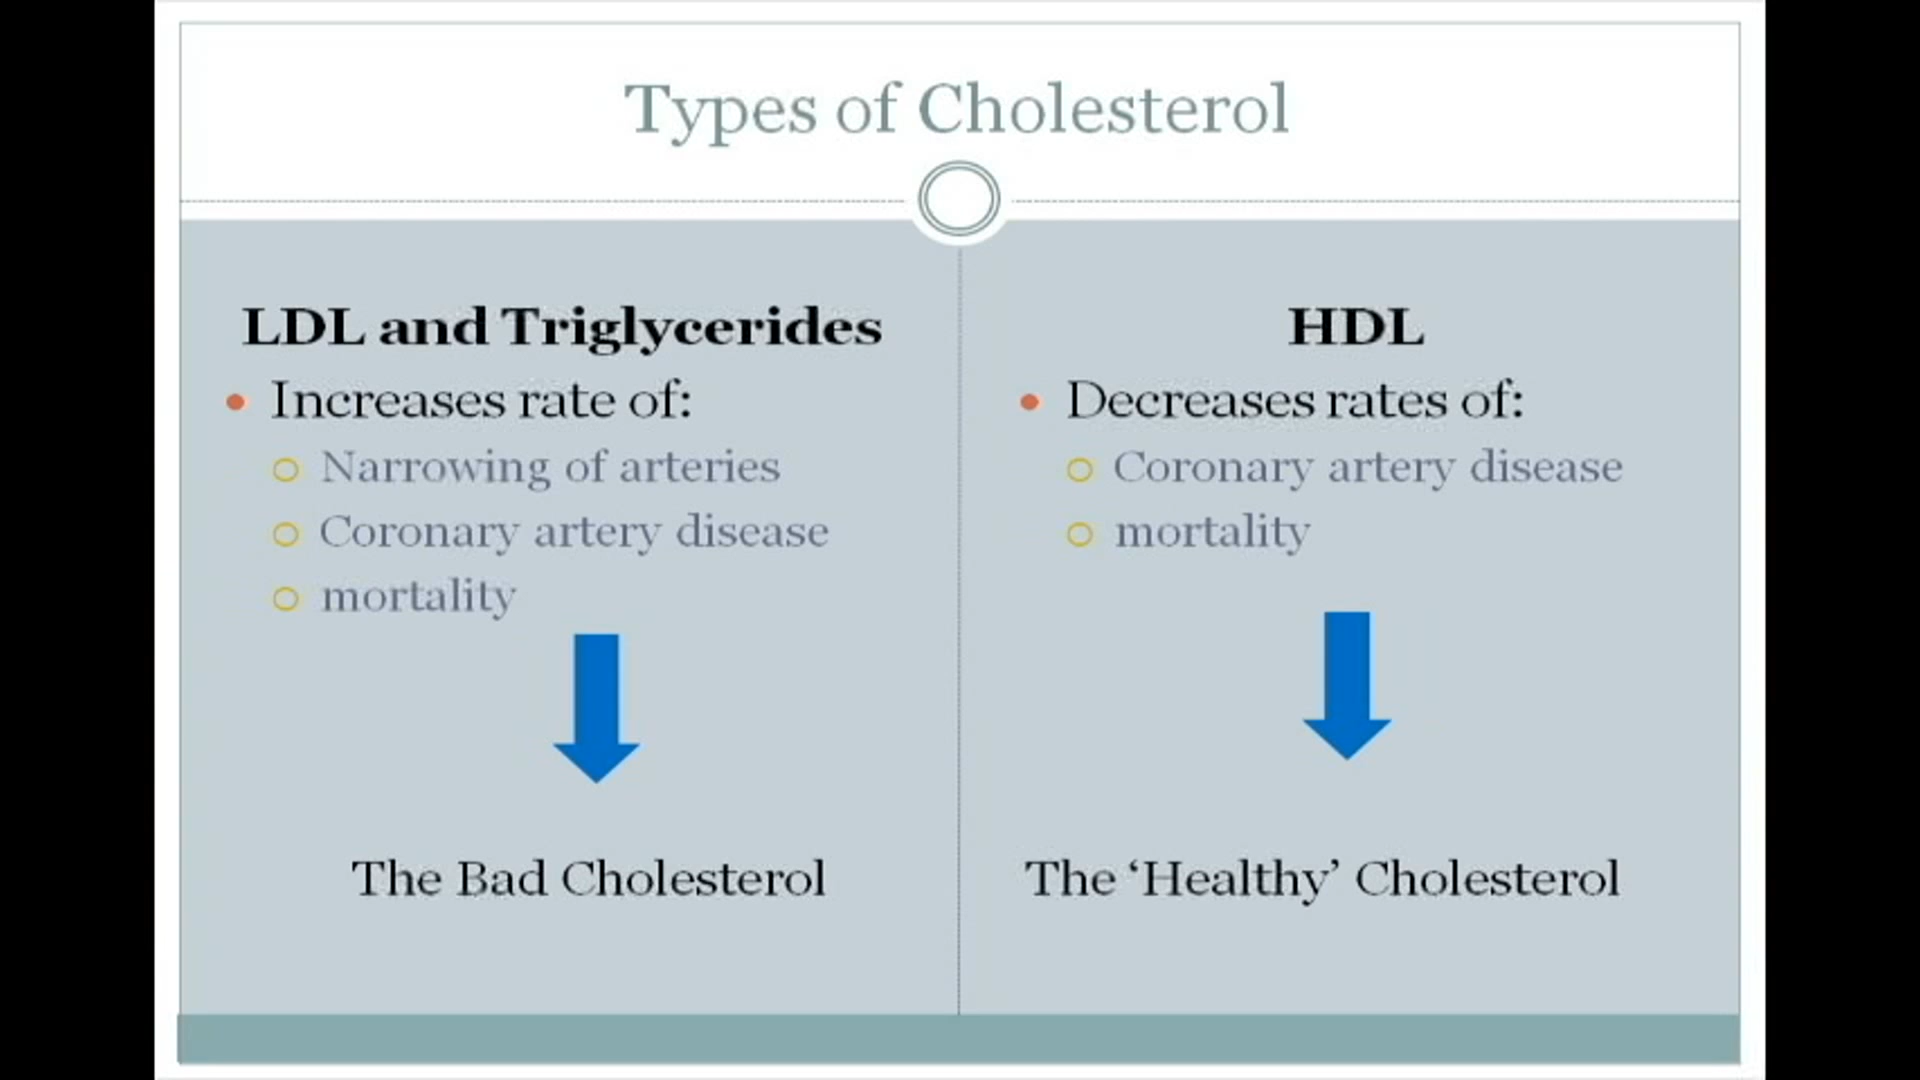 Types of Cholesterol
LDL and Triglycerides
Increases rate of:
Narrowing of arteries
Coronary artery disease
mortality
The Bad Cholesterol
HDL
Decreases rates of:
Coronary artery disease
mortality
The ‘Healthy’ Cholesterol